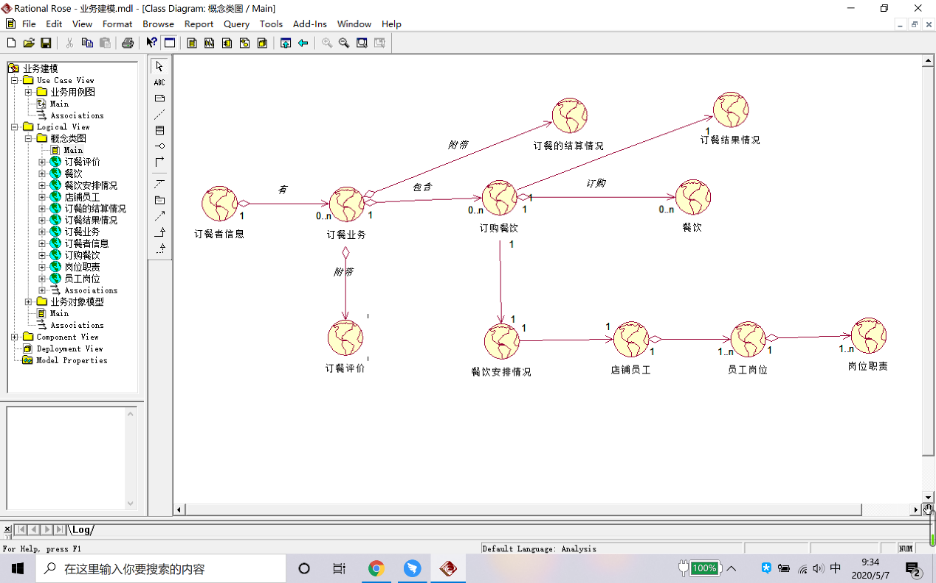 Rational Rose - 业务建模.mdl - [Class Diagram: 概念类图 / Main]
File Edit View Format Browse Report Query Tools Add-Ins Window Help
ABC
业务建模
Use Case View
业务用例图
Main
Associations
Logical View
概念类图
Main
订餐评价
餐饮
餐饮安排情况
店铺员工
订餐的结算情况
订餐结果情况
订餐业务
订餐者信息
订购餐饮
岗位职责
员工岗位
Associations
业务对象模型
Main
Associations
Component View
Deployment View
Model Properties
订餐的结算情况
1
订餐结果情况
附带
有
包含
订购
1
0..n
1
0..n
1
1
0..n
订餐者信息
订餐业务
订购餐饮
餐饮
1
附带
1
1
1
1
1..n
1
1..n
订餐评价
餐饮安排情况
店铺员工
员工岗位
岗位职责
Log
For Help, press F1
Default Language: Analysis
NUM
在这里输入你要搜索的内容
100%
中
9:34
2020/5/7
2